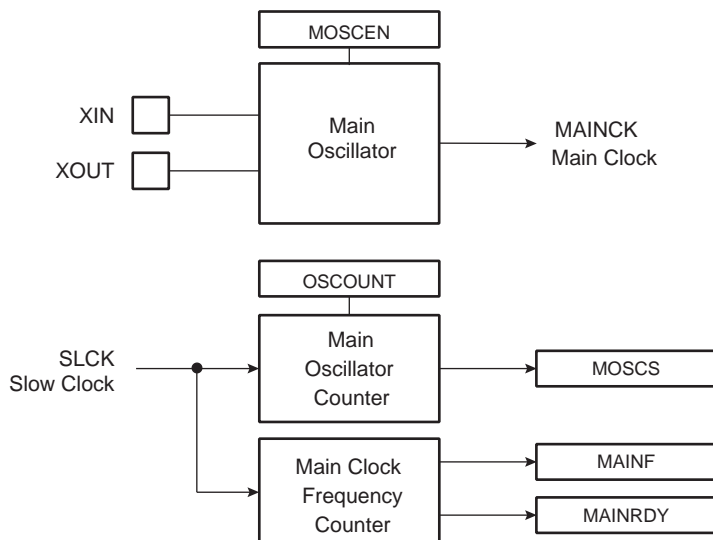 MOSCEN
XIN
XOUT
Main
Oscillator
MAINCK
Main Clock
OSCOUNT
SLCK
Slow Clock
Main
Oscillator
Counter
MOSCS
Main Clock
Frequency
Counter
MAINF
MAINRDY